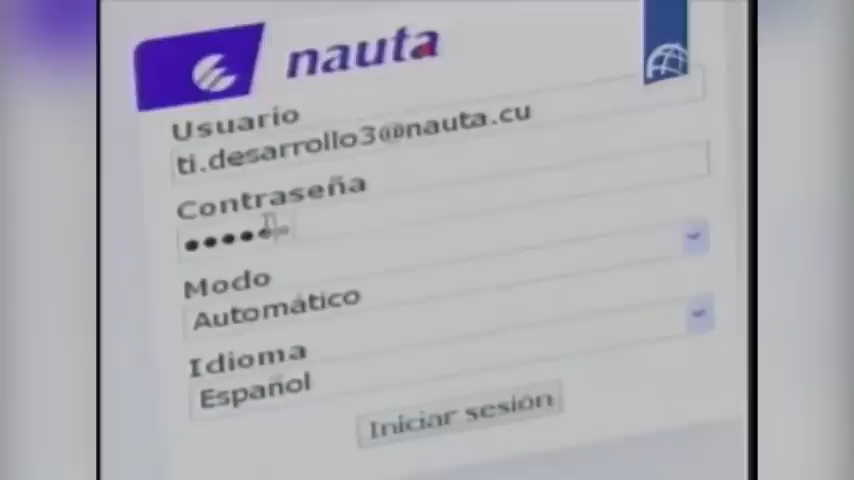 nauta
Usuario
ti.desarrollo3@nauta.cu
Contraseña
Modo
Automático
Idioma
Español
Iniciar sesión